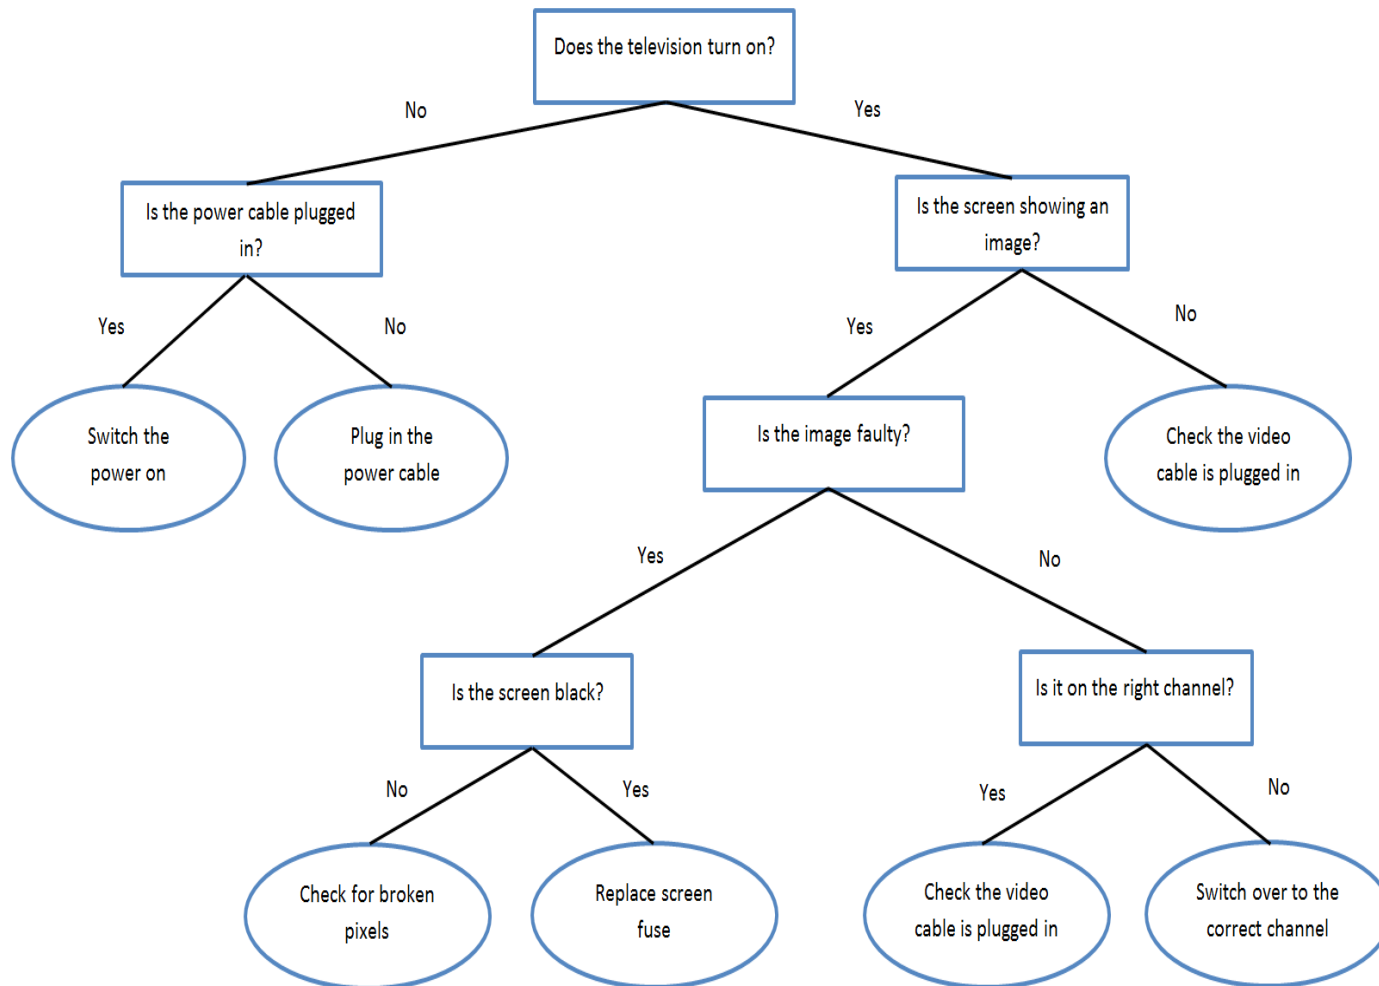 Does the television turn on?
No
Yes
Is the power cable plugged
in?
Is the screen showing an
image?
Yes
No
Yes
No
Switch the
power on
Plug in the
power cable
Is the image faulty?
Check the video
cable is plugged in
Yes
No
Is the screen black?
Is it on the right channel?
No
Yes
Yes
No
Check for broken
pixels
Replace screen
fuse
Check the video
cable is plugged in
Switch over to the
correct channel